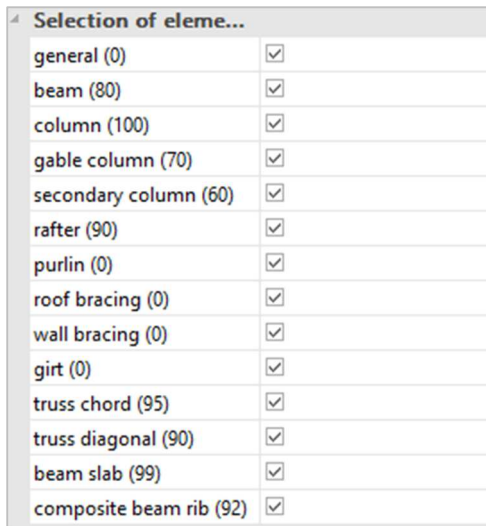 Selection of eleme...
general (0)
beam (80)
column (100)
gable column (70)
secondary column (60)
rafter (90)
purlin (0)
roof bracing (0)
wall bracing (0)
girt (0)
truss chord (95)
truss diagonal (90)
beam slab (99)
composite beam rib (92)